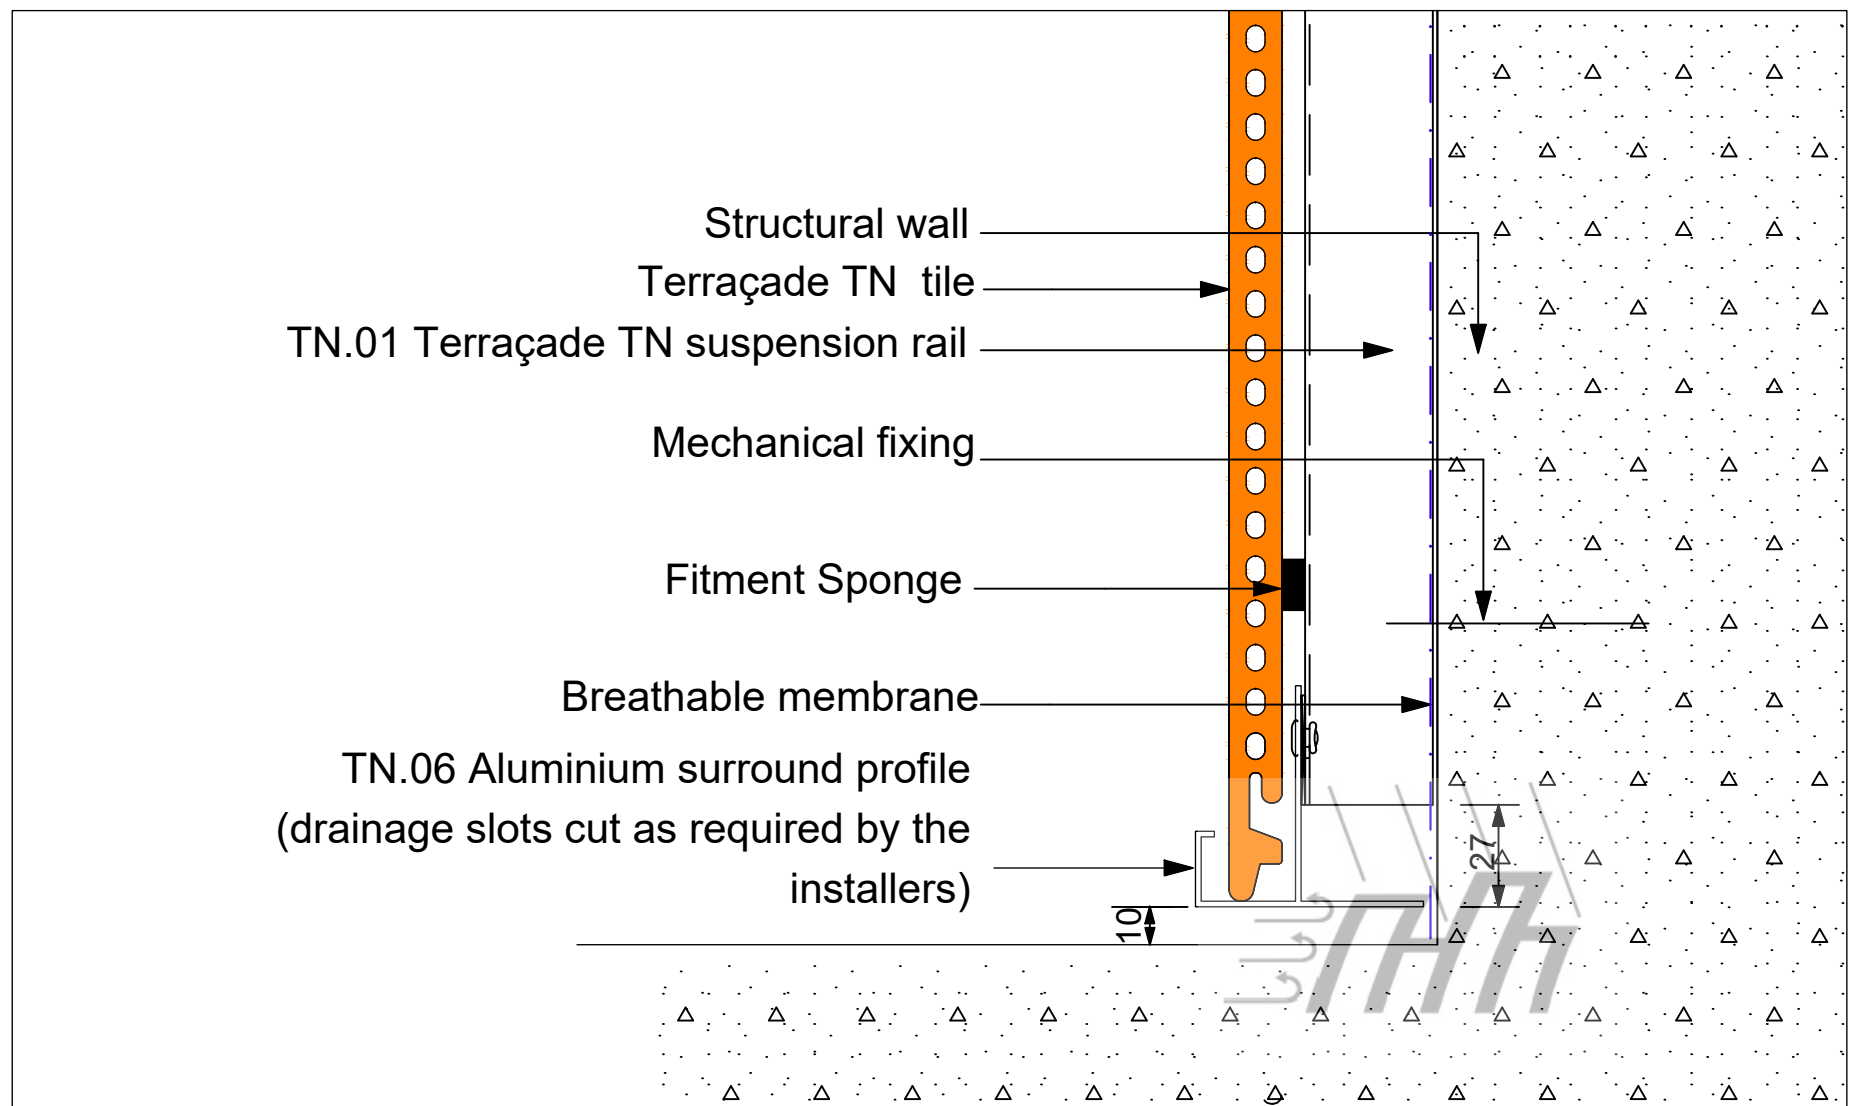 Structural wall
Terraçade TN tile
TN.01 Terraçade TN suspension rail
Mechanical fixing
Fitment Sponge
Breathable membrane
TN.06 Aluminium surround profile
(drainage slots cut as required by the
installers)
27
10